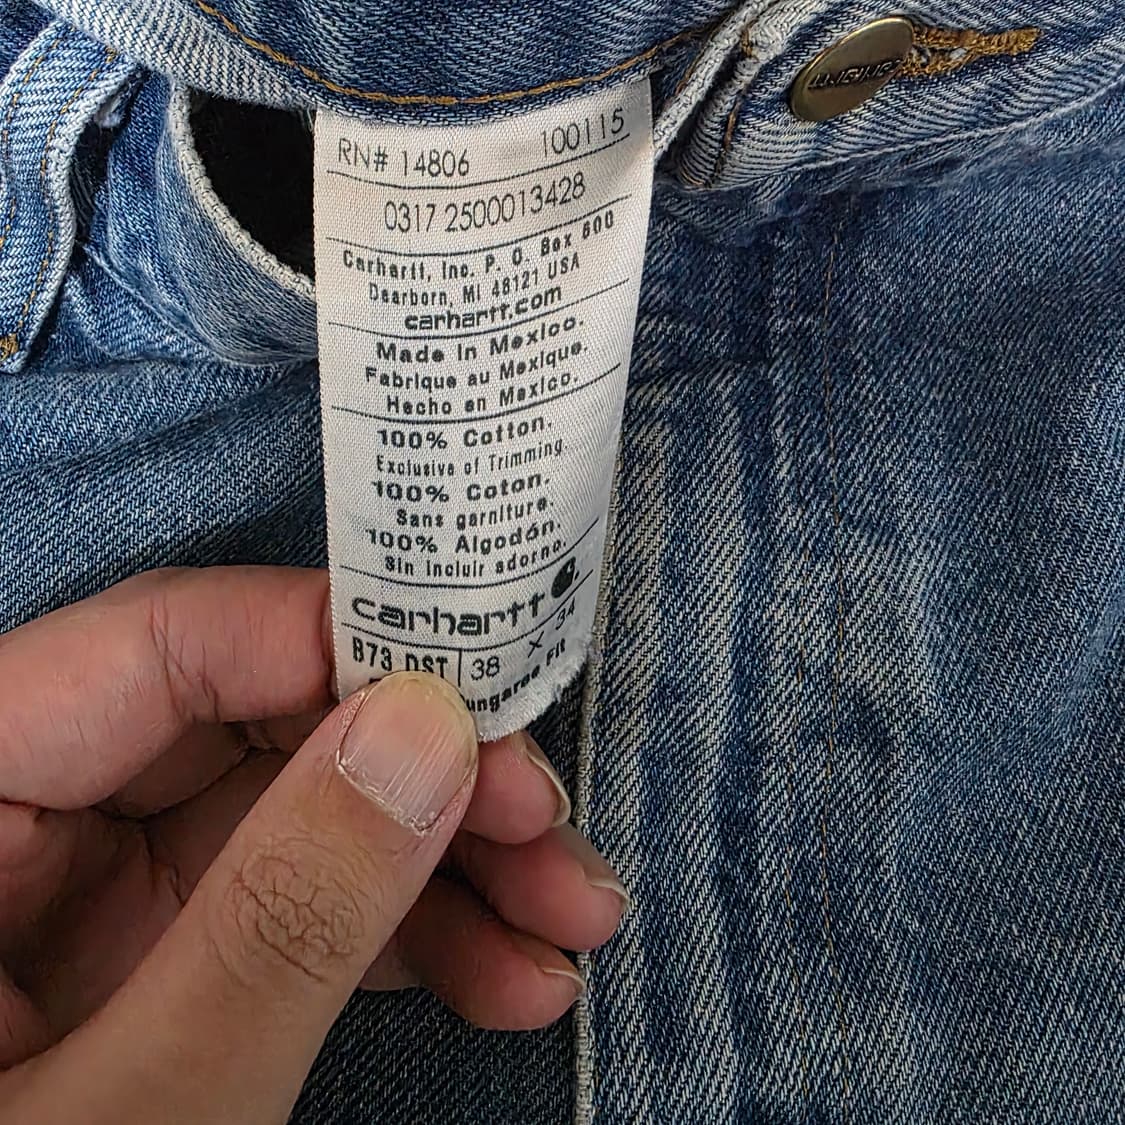 RN# 14806 100115
0317 2500013428
Carhartt, Inc. P. O. Box 600
Dearborn, MI 48121 USA
carhartt.com
Made In Mexico.
Fabrique au Mexique.
Hecho en Mexico.
100% Cotton.
Exclusive of Trimming.
100% Coton.
Sans garniture.
100% Algodón.
Sin incluir adorno.
carhartt
B73 DST 38 X 34
Fit